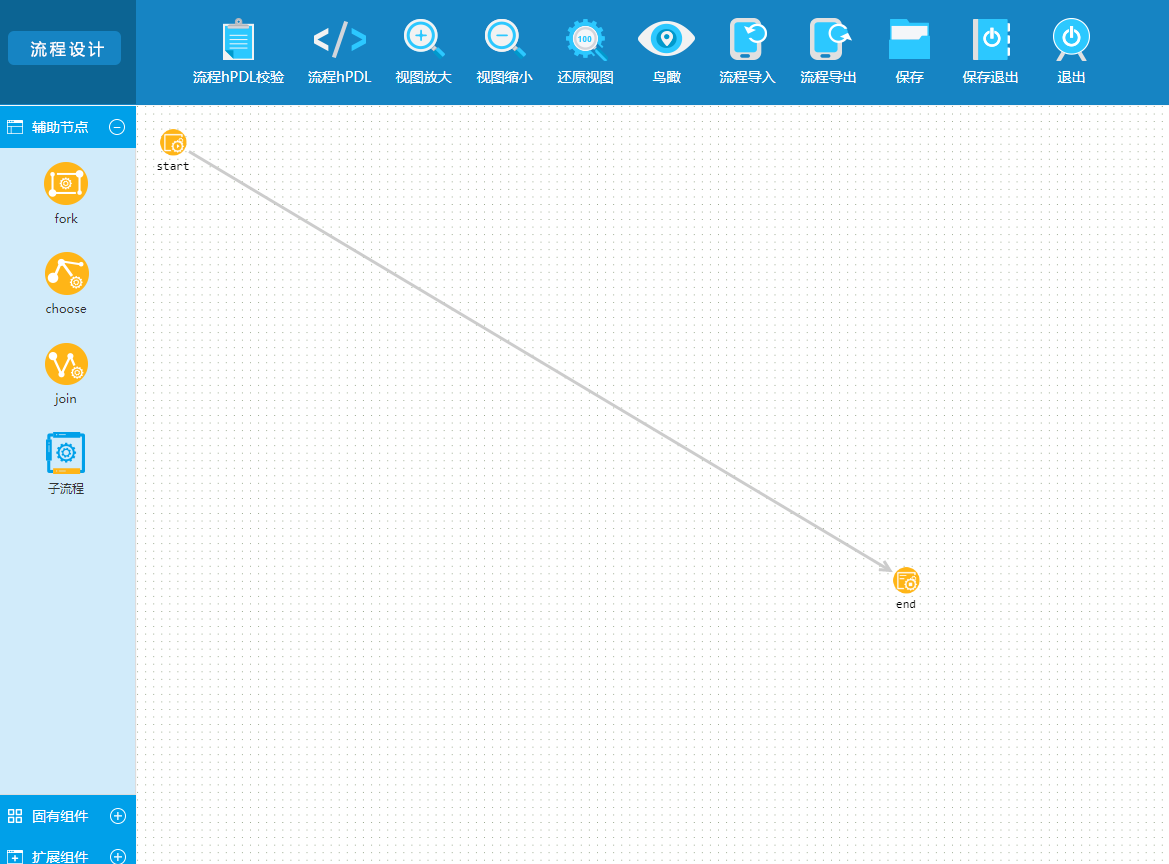 流程设计
流程hPDL校验
流程hPDL
视图放大
视图缩小
100
还原视图
鸟瞰
流程导入
流程导出
保存
保存退出
退出
辅助节点
fork
choose
join
子流程
固有组件
扩展组件
start
end